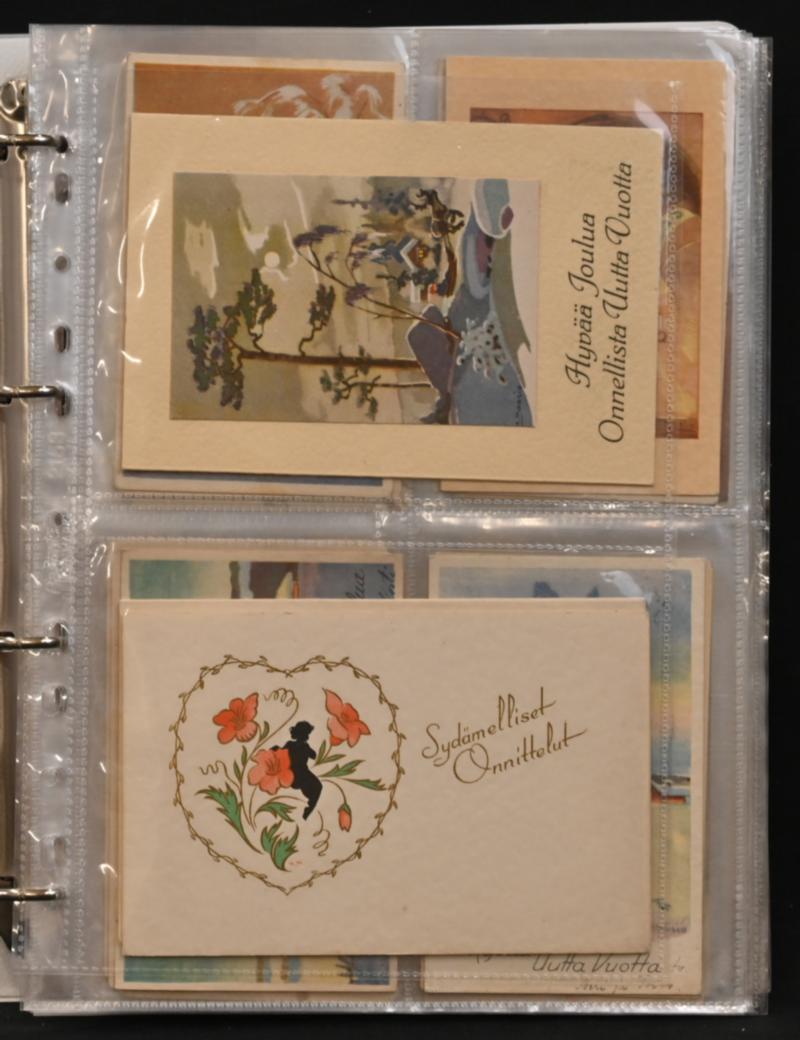 Hyvää Joulua
Onnellista Uutta Vuotta
Sydämelliset
Onnittelut
Uutta Vuotta